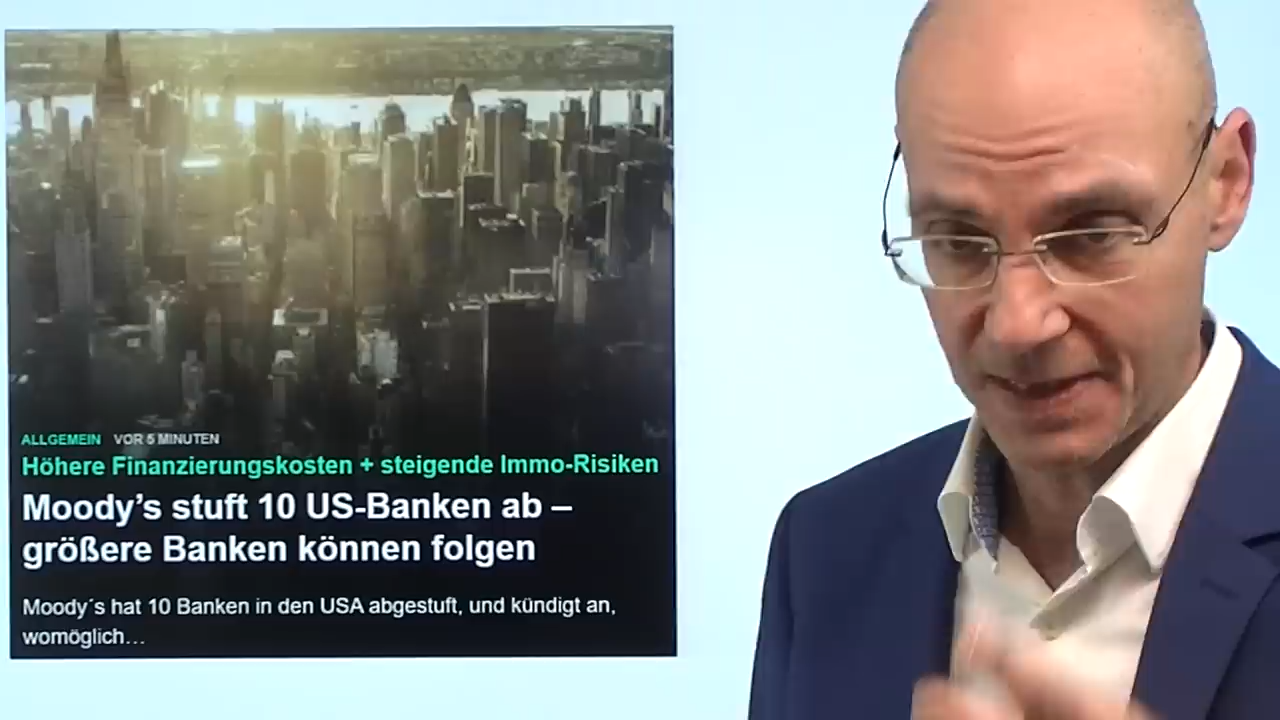 ALLGEMEIN VOR 5 MINUTEN
Höhere Finanzierungskosten + steigende Immo-Risiken
Moody’s stuft 10 US-Banken ab –
größere Banken können folgen
Moody´s hat 10 Banken in den USA abgestuft, und kündigt an,
womöglich…